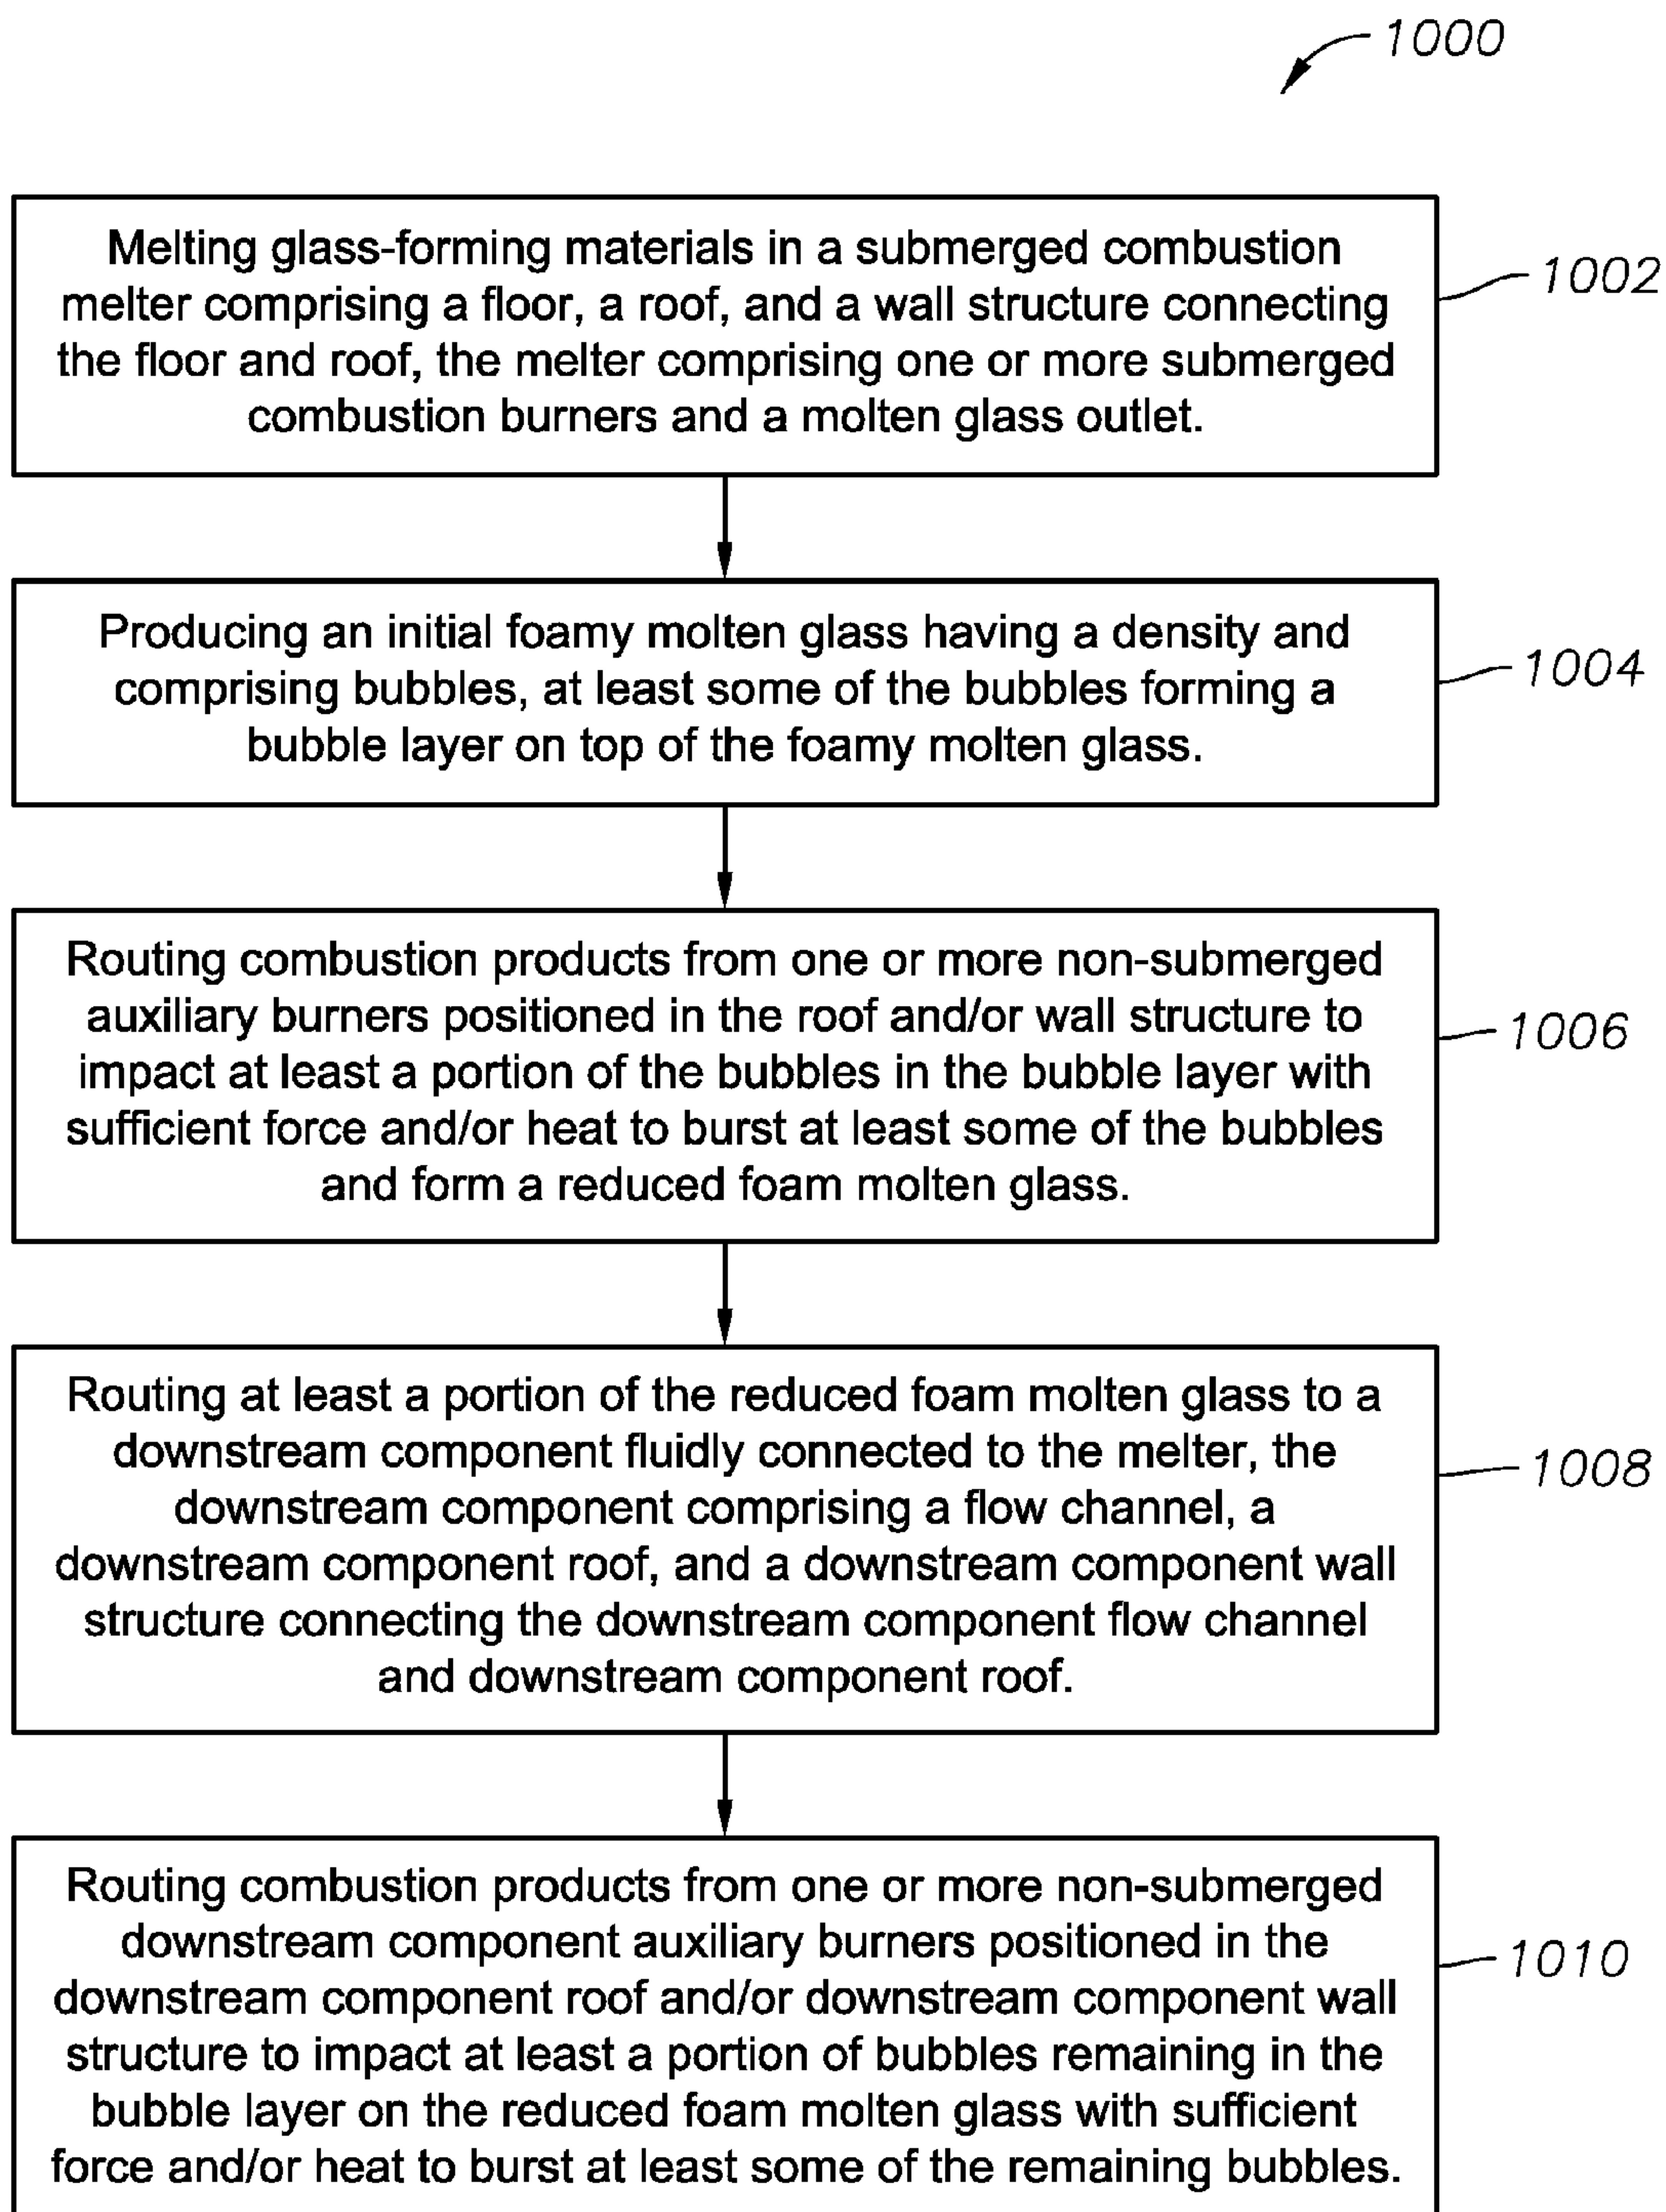 1000
Melting glass-forming materials in a submerged combustion
melter comprising a floor, a roof, and a wall structure connecting
the floor and roof, the melter comprising one or more submerged
combustion burners and a molten glass outlet.
1002
Producing an initial foamy molten glass having a density and
comprising bubbles, at least some of the bubbles forming a
bubble layer on top of the foamy molten glass.
1004
Routing combustion products from one or more non-submerged
auxiliary burners positioned in the roof and/or wall structure to
impact at least a portion of the bubbles in the bubble layer with
sufficient force and/or heat to burst at least some of the bubbles
and form a reduced foam molten glass.
1006
Routing at least a portion of the reduced foam molten glass to a
downstream component fluidly connected to the melter, the
downstream component comprising a flow channel, a
downstream component roof, and a downstream component wall
structure connecting the downstream component flow channel
and downstream component roof.
1008
Routing combustion products from one or more non-submerged
downstream component auxiliary burners positioned in the
downstream component roof and/or downstream component wall
structure to impact at least a portion of bubbles remaining in the
bubble layer on the reduced foam molten glass with sufficient
force and/or heat to burst at least some of the remaining bubbles.
1010